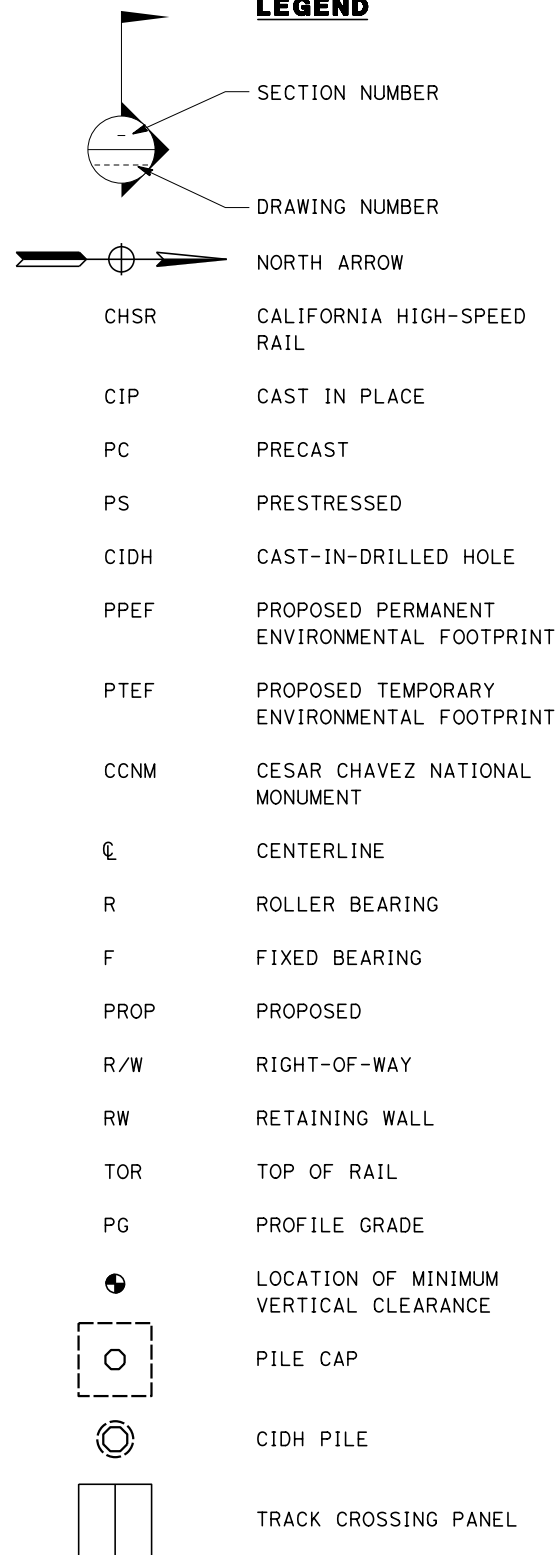 LEGEND
SECTION NUMBER
DRAWING NUMBER
NORTH ARROW
CHSR CALIFORNIA HIGH-SPEED
RAIL
CIP CAST IN PLACE
PC PRECAST
PS PRESTRESSED
CIDH CAST-IN-DRILLED HOLE
PPEF PROPOSED PERMANENT
ENVIRONMENTAL FOOTPRINT
PTEF PROPOSED TEMPORARY
ENVIRONMENTAL FOOTPRINT
CCNM CESAR CHAVEZ NATIONAL
MONUMENT
℄ CENTERLINE
R ROLLER BEARING
F FIXED BEARING
PROP PROPOSED
R/W RIGHT-OF-WAY
RW RETAINING WALL
TOR TOP OF RAIL
PG PROFILE GRADE
LOCATION OF MINIMUM
VERTICAL CLEARANCE
PILE CAP
CIDH PILE
TRACK CROSSING PANEL